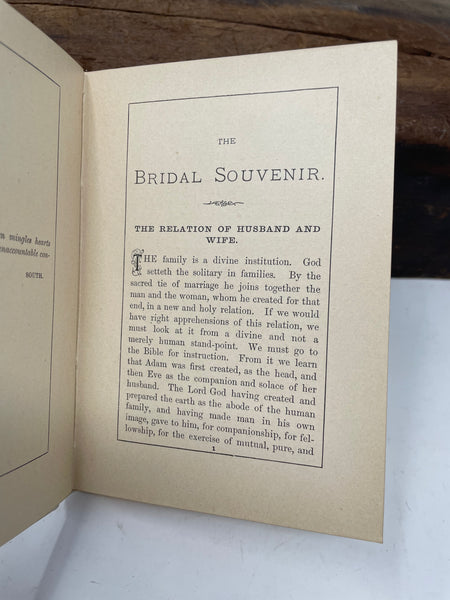 n mingles hearts
naccountable con-
SOUTH.
THE
BRIDAL SOUVENIR.
THE RELATION OF HUSBAND AND
WIFE.
THE family is a divine institution. God
setteth the solitary in families. By the
sacred tie of marriage he joins together the
man and the woman, whom he created for that
end, in a new and holy relation. If we would
have right apprehensions of this relation, we
must look at it from a divine and not a
merely human stand-point. We must go to
the Bible for instruction. From it we learn
that Adam was first created, as the head, and
then Eve as the companion and solace of her
husband. The Lord God having created and
prepared the earth as the abode of the human
family, and having made man in his own
image, gave to him, for companionship, for fel-
lowship, for the exercise of mutual, pure, and
1